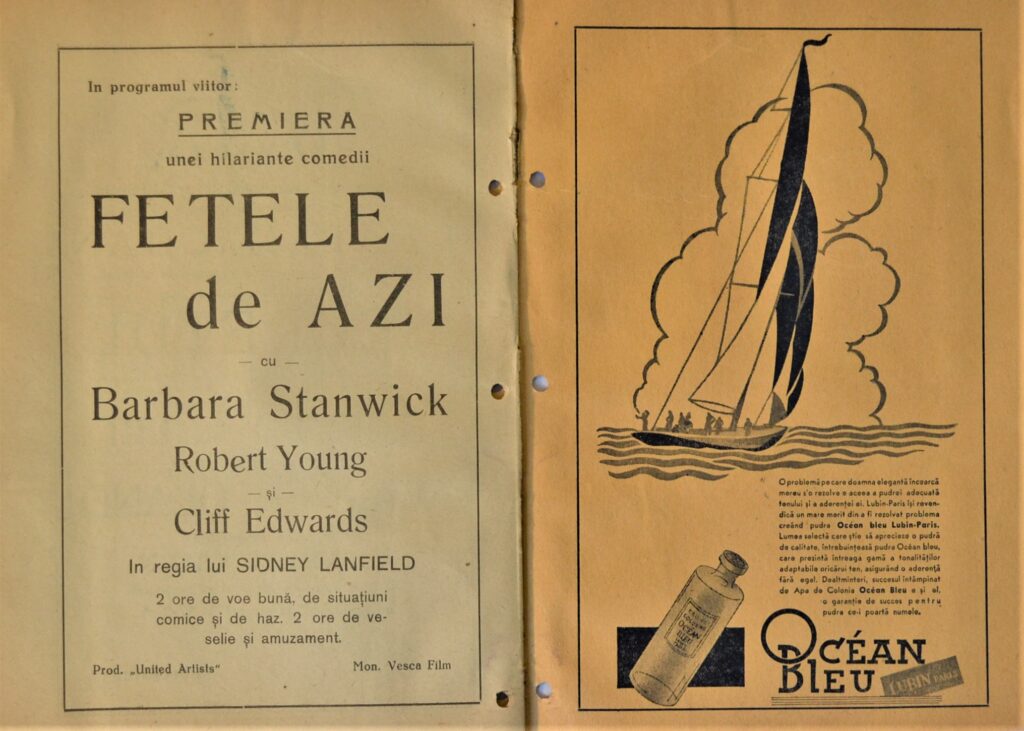 In programul viitor:
PREMIERA
unei hilariante comedii
FETELE
de AZI
— cu —
Barbara Stanwick
Robert Young
— și —
Cliff Edwards
In regia lui SIDNEY LANFIELD
2 ore de voe bună, de situațiuni
comice și de haz. 2 ore de ve-
selie și amuzament.
Prod. „United Artists"
Mon. Vesca Film
O problemă pe care doamna elegantă încearcă
mereu s'o rezolve e aceea a pudrei adecuată
tenului și a aderenței ei. Lubin-Paris își reven-
dică un mare merit din a fi rezolvat problema
creând pudra Océan bleu Lubin-Paris.
Lumea selectă care știe să aprecieze o pudră
de calitate, întrebuințează pudra Océan bleu,
care prezintă întreaga gamă a tonalităților
adaptabile oricărui ten, asigurând o aderență
fără egal. Dealtminteri, succesul întâmpinat
de Apa de Colonia Océan Bleu e și el,
o garanție de succes pentru
pudra ce-i poartă numele.
OCÉAN
BLEU
OCÉAN
BLEU
LUBIN PARIS